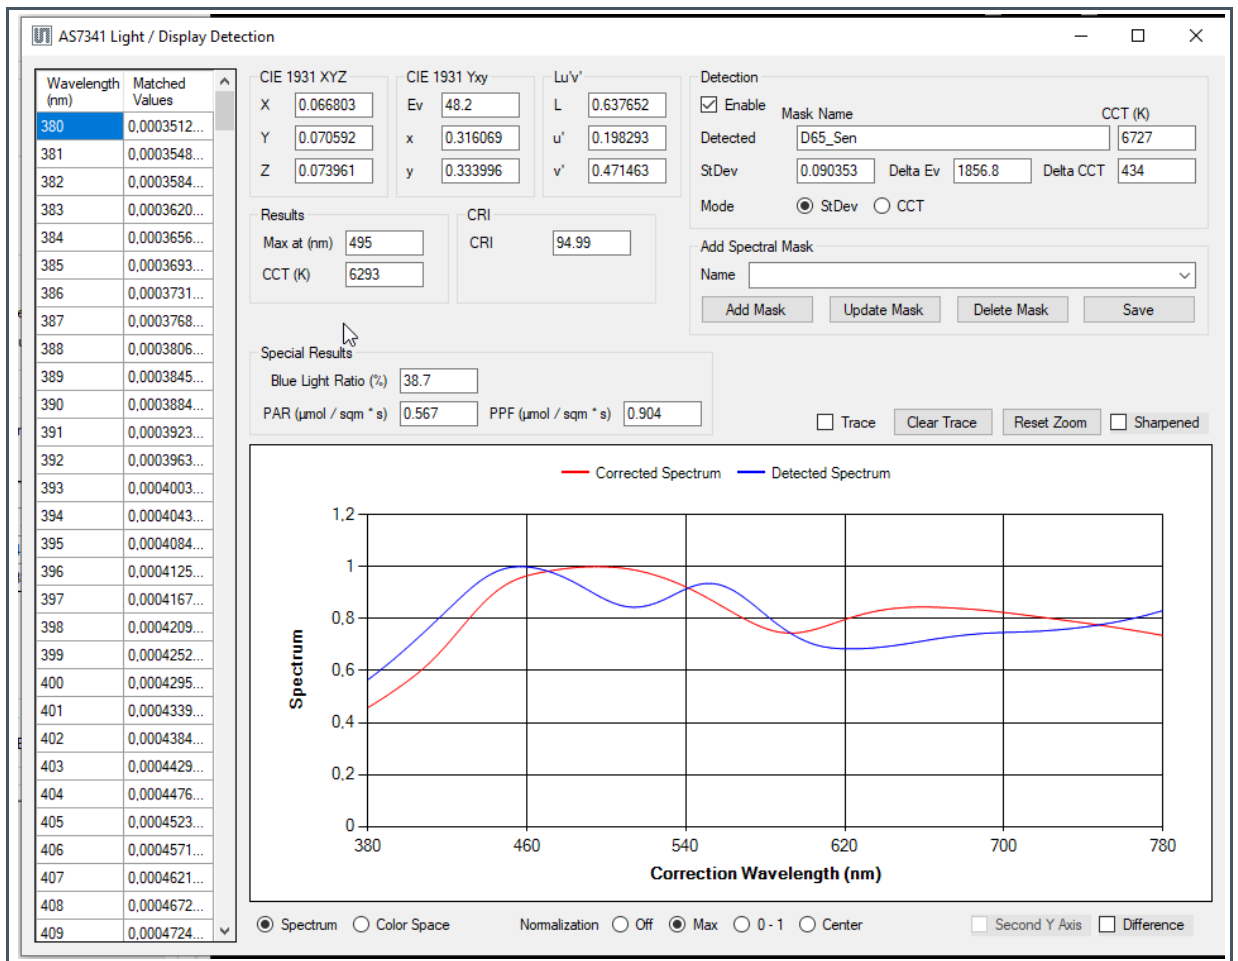 AS7341 Light / Display Detection
Wavelength (nm) Matched Values
380 0,0003512...
381 0,0003548...
382 0,0003584...
383 0,0003620...
384 0,0003656...
385 0,0003693...
386 0,0003731...
387 0,0003768...
388 0,0003806...
389 0,0003845...
390 0,0003884...
391 0,0003923...
392 0,0003963...
393 0,0004003...
394 0,0004043...
395 0,0004084...
396 0,0004125...
397 0,0004167...
398 0,0004209...
399 0,0004252...
400 0,0004295...
401 0,0004339...
402 0,0004384...
403 0,0004429...
404 0,0004476...
405 0,0004523...
406 0,0004571...
407 0,0004621...
408 0,0004672...
409 0,0004724...
CIE 1931 XYZ
X 0.066803
Y 0.070592
Z 0.073961
CIE 1931 Yxy
Ev 48.2
x 0.316069
y 0.333996
Lu'v'
L 0.637652
u' 0.198293
v' 0.471463
Detection
Enable
Mask Name CCT (K)
Detected D65_Sen 6727
StDev 0.090353 Delta Ev 1856.8 Delta CCT 434
Mode StDev CCT
Results
Max at (nm) 495
CCT (K) 6293
CRI
CRI 94.99
Add Spectral Mask
Name
Add Mask Update Mask Delete Mask Save
Special Results
Blue Light Ratio (%) 38.7
PAR (µmol / sqm * s) 0.567 PPF (µmol / sqm * s) 0.904
Trace Clear Trace Reset Zoom Sharpened
Corrected Spectrum Detected Spectrum
1,2
1
0,8
0,6
0,4
0,2
0
Spectrum
380 460 540 620 700 780
Correction Wavelength (nm)
Spectrum Color Space Normalization Off Max 0 - 1 Center Second Y Axis Difference